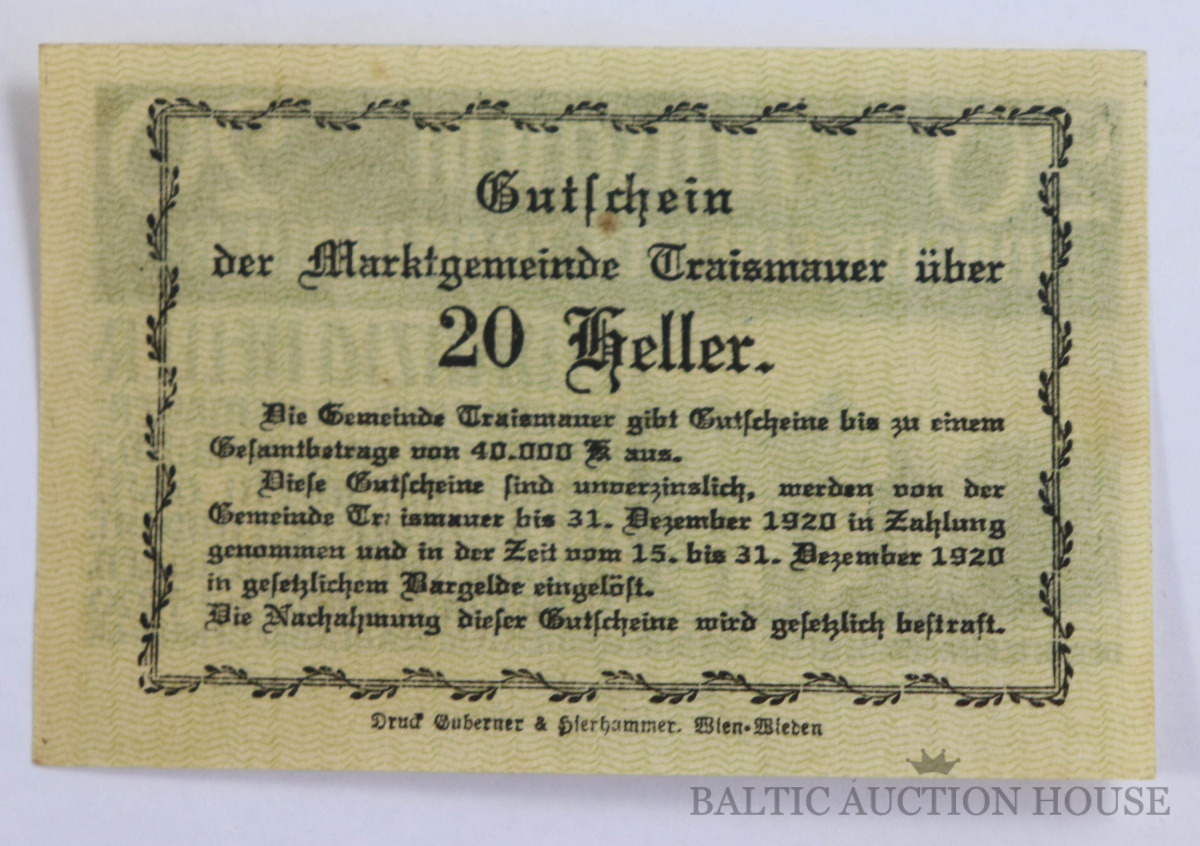 Gutschein
der Marktgemeinde Traismauer über
20 Heller.
Die Gemeinde Traismauer gibt Gutscheine bis zu einem
Gesamtbetrage von 40.000 K aus.
Diese Gutscheine sind unverzinslich, werden von der
Gemeinde Traismauer bis 31. Dezember 1920 in Zahlung
genommen und in der Zeit vom 15. bis 31. Dezember 1920
in gesetzlichem Bargelde eingelöst.
Die Nachahmung dieser Gutscheine wird gesetzlich bestraft.
Druck Guberner & Hierhammer. Wien-Wieden
BALTIC AUCTION HOUSE